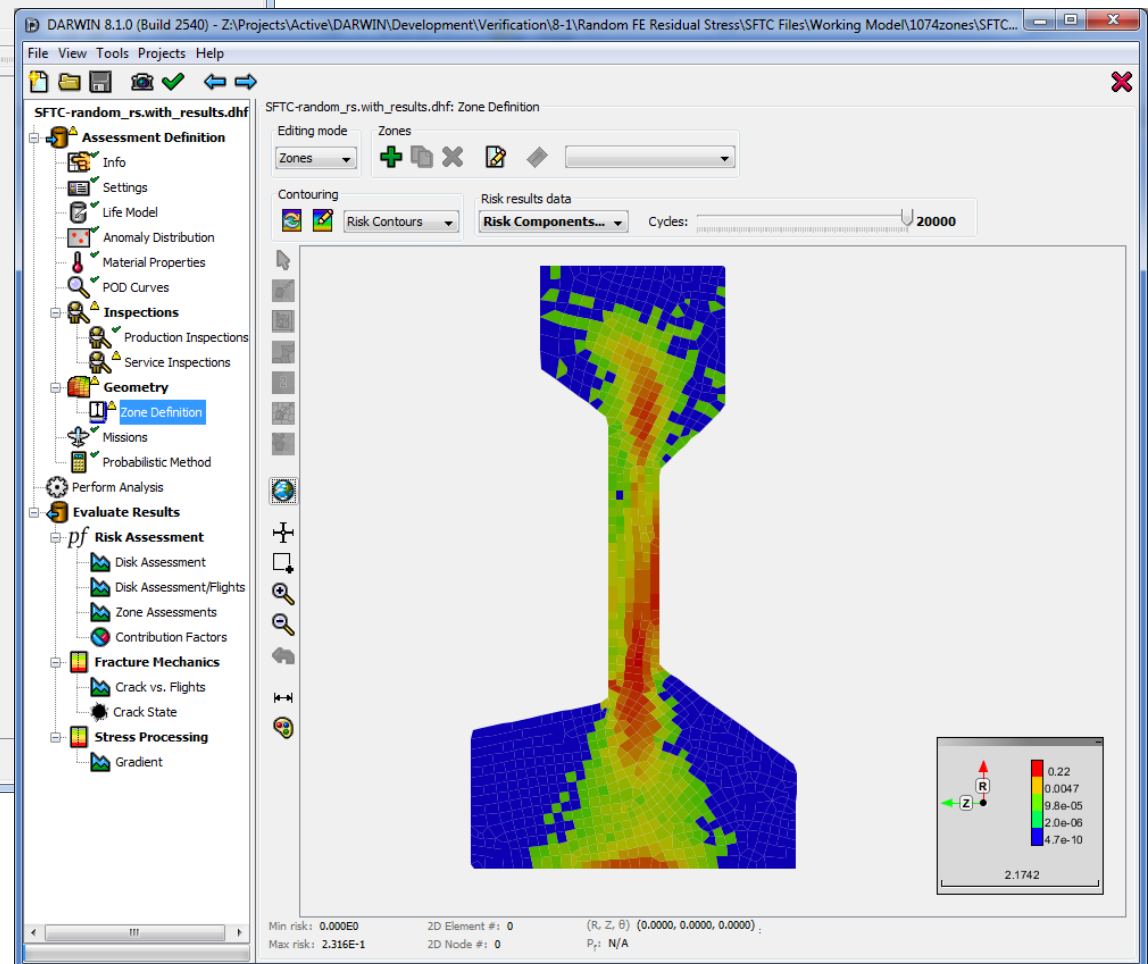 DARWIN 8.1.0 (Build 2540) - Z:\Projects\Active\DARWIN\Development\Verification\8-1\Random FE Residual Stress\SFTC Files\Working Model\1074zones\SFTC...
File View Tools Projects Help
SFTC-random_rs.with_results.dhf
Assessment Definition
Info
Settings
Life Model
Anomaly Distribution
Material Properties
POD Curves
Inspections
Production Inspections
Service Inspections
Geometry
Zone Definition
Missions
Probabilistic Method
Perform Analysis
Evaluate Results
pf Risk Assessment
Disk Assessment
Disk Assessment/Flights
Zone Assessments
Contribution Factors
Fracture Mechanics
Crack vs. Flights
Crack State
Stress Processing
Gradient
SFTC-random_rs.with_results.dhf: Zone Definition
Editing mode
Zones
Zones
Contouring
Risk Contours
Risk results data
Risk Components...
Cycles:
20000
R
Z
0.22
0.0047
9.8e-05
2.0e-06
4.7e-10
2.1742
Min risk: 0.000E0 2D Element #: 0 (R, Z, θ) (0.0000, 0.0000, 0.0000)
Max risk: 2.316E-1 2D Node #: 0 Pf: N/A